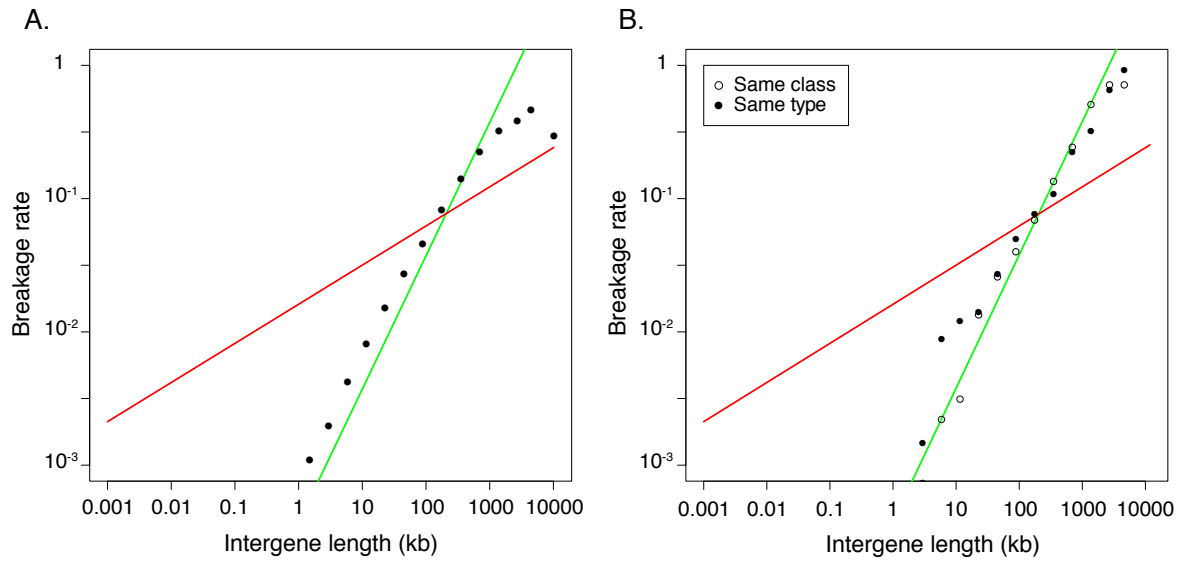 A.
1
10-1
10-2
10-3
Breakage rate
0.001 0.01 0.1 1 10 100 1000 10000
Intergene length (kb)
B.
Same class
Same type
1
10-1
10-2
10-3
Breakage rate
0.001 0.01 0.1 1 10 100 1000 10000
Intergene length (kb)